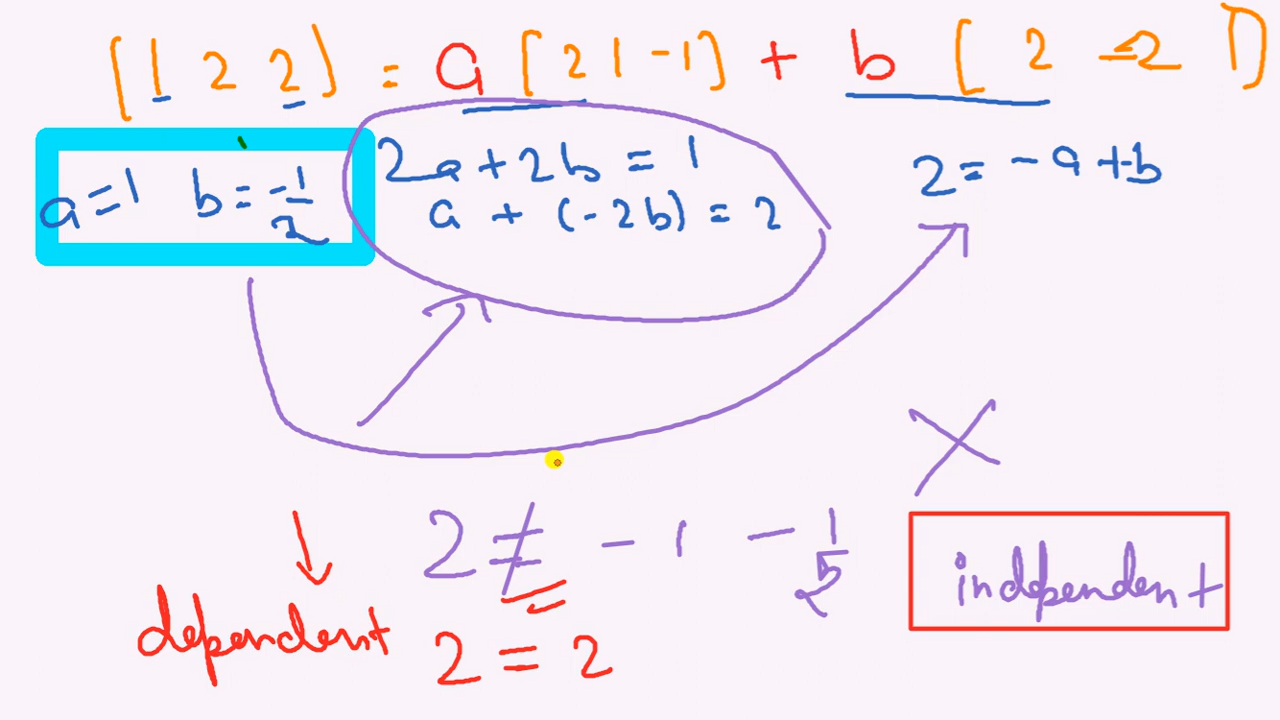 [1 2 2] = a [2 1 -1] + b [2 -2 1]
2a + 2b = 1
2 = -a + b
a = 1 b = -1/2
a + (-2b) = 2
2 ≠ -1 - 1/2
independent
dependent
2 = 2